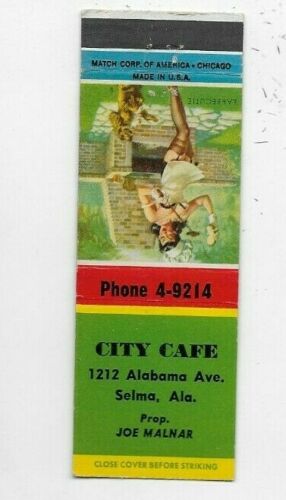 MATCH CORP. OF AMERICA • CHICAGO
MADE IN U.S.A.
BARBECUTIE
Phone 4-9214
CITY CAFE
1212 Alabama Ave.
Selma, Ala.
Prop.
JOE MALNAR
CLOSE COVER BEFORE STRIKING